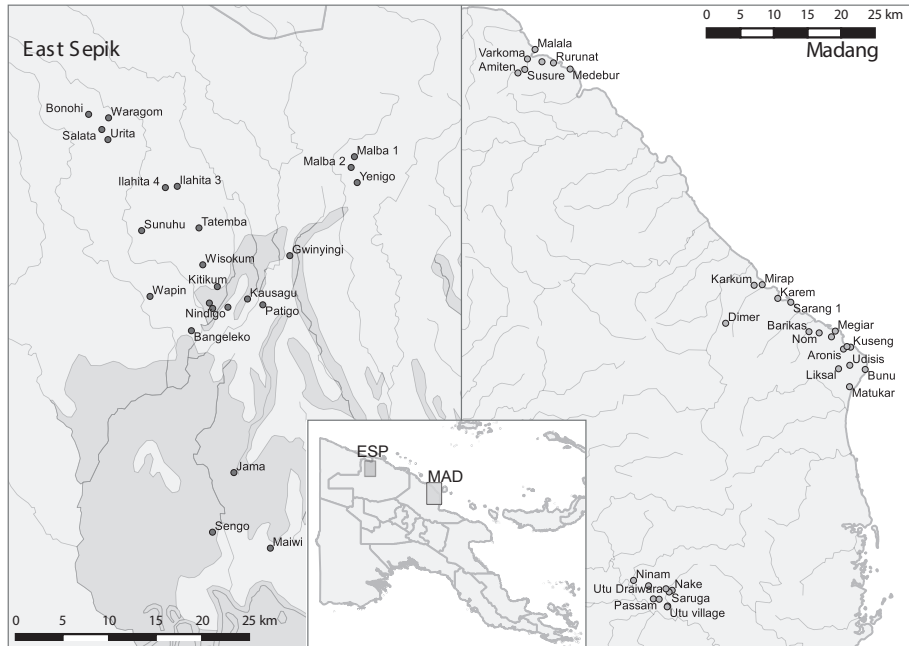 East Sepik
Bonohi
Waragom
Salata
Urita
Malba 1
Malba 2
Yenigo
Ilahita 4
Ilahita 3
Sunuhu
Tatemba
Gwinyingi
Wisokum
Kitikum
Wapin
Kausagu
Nindigo
Patigo
Bangeleko
Jama
Sengo
Maiwi
0 5 10 15 20 25 km
ESP
MAD
0 5 10 15 20 25 km
Madang
Malala
Varkoma
Rurunat
Amiten
Susure
Medebur
Karkum
Mirap
Karem
Sarang 1
Dimer
Barikas
Megiar
Nom
Kuseng
Aronis
Udisis
Liksal
Bunu
Matukar
Ninam
Utu Draiwara
Nake
Saruga
Passam
Utu village